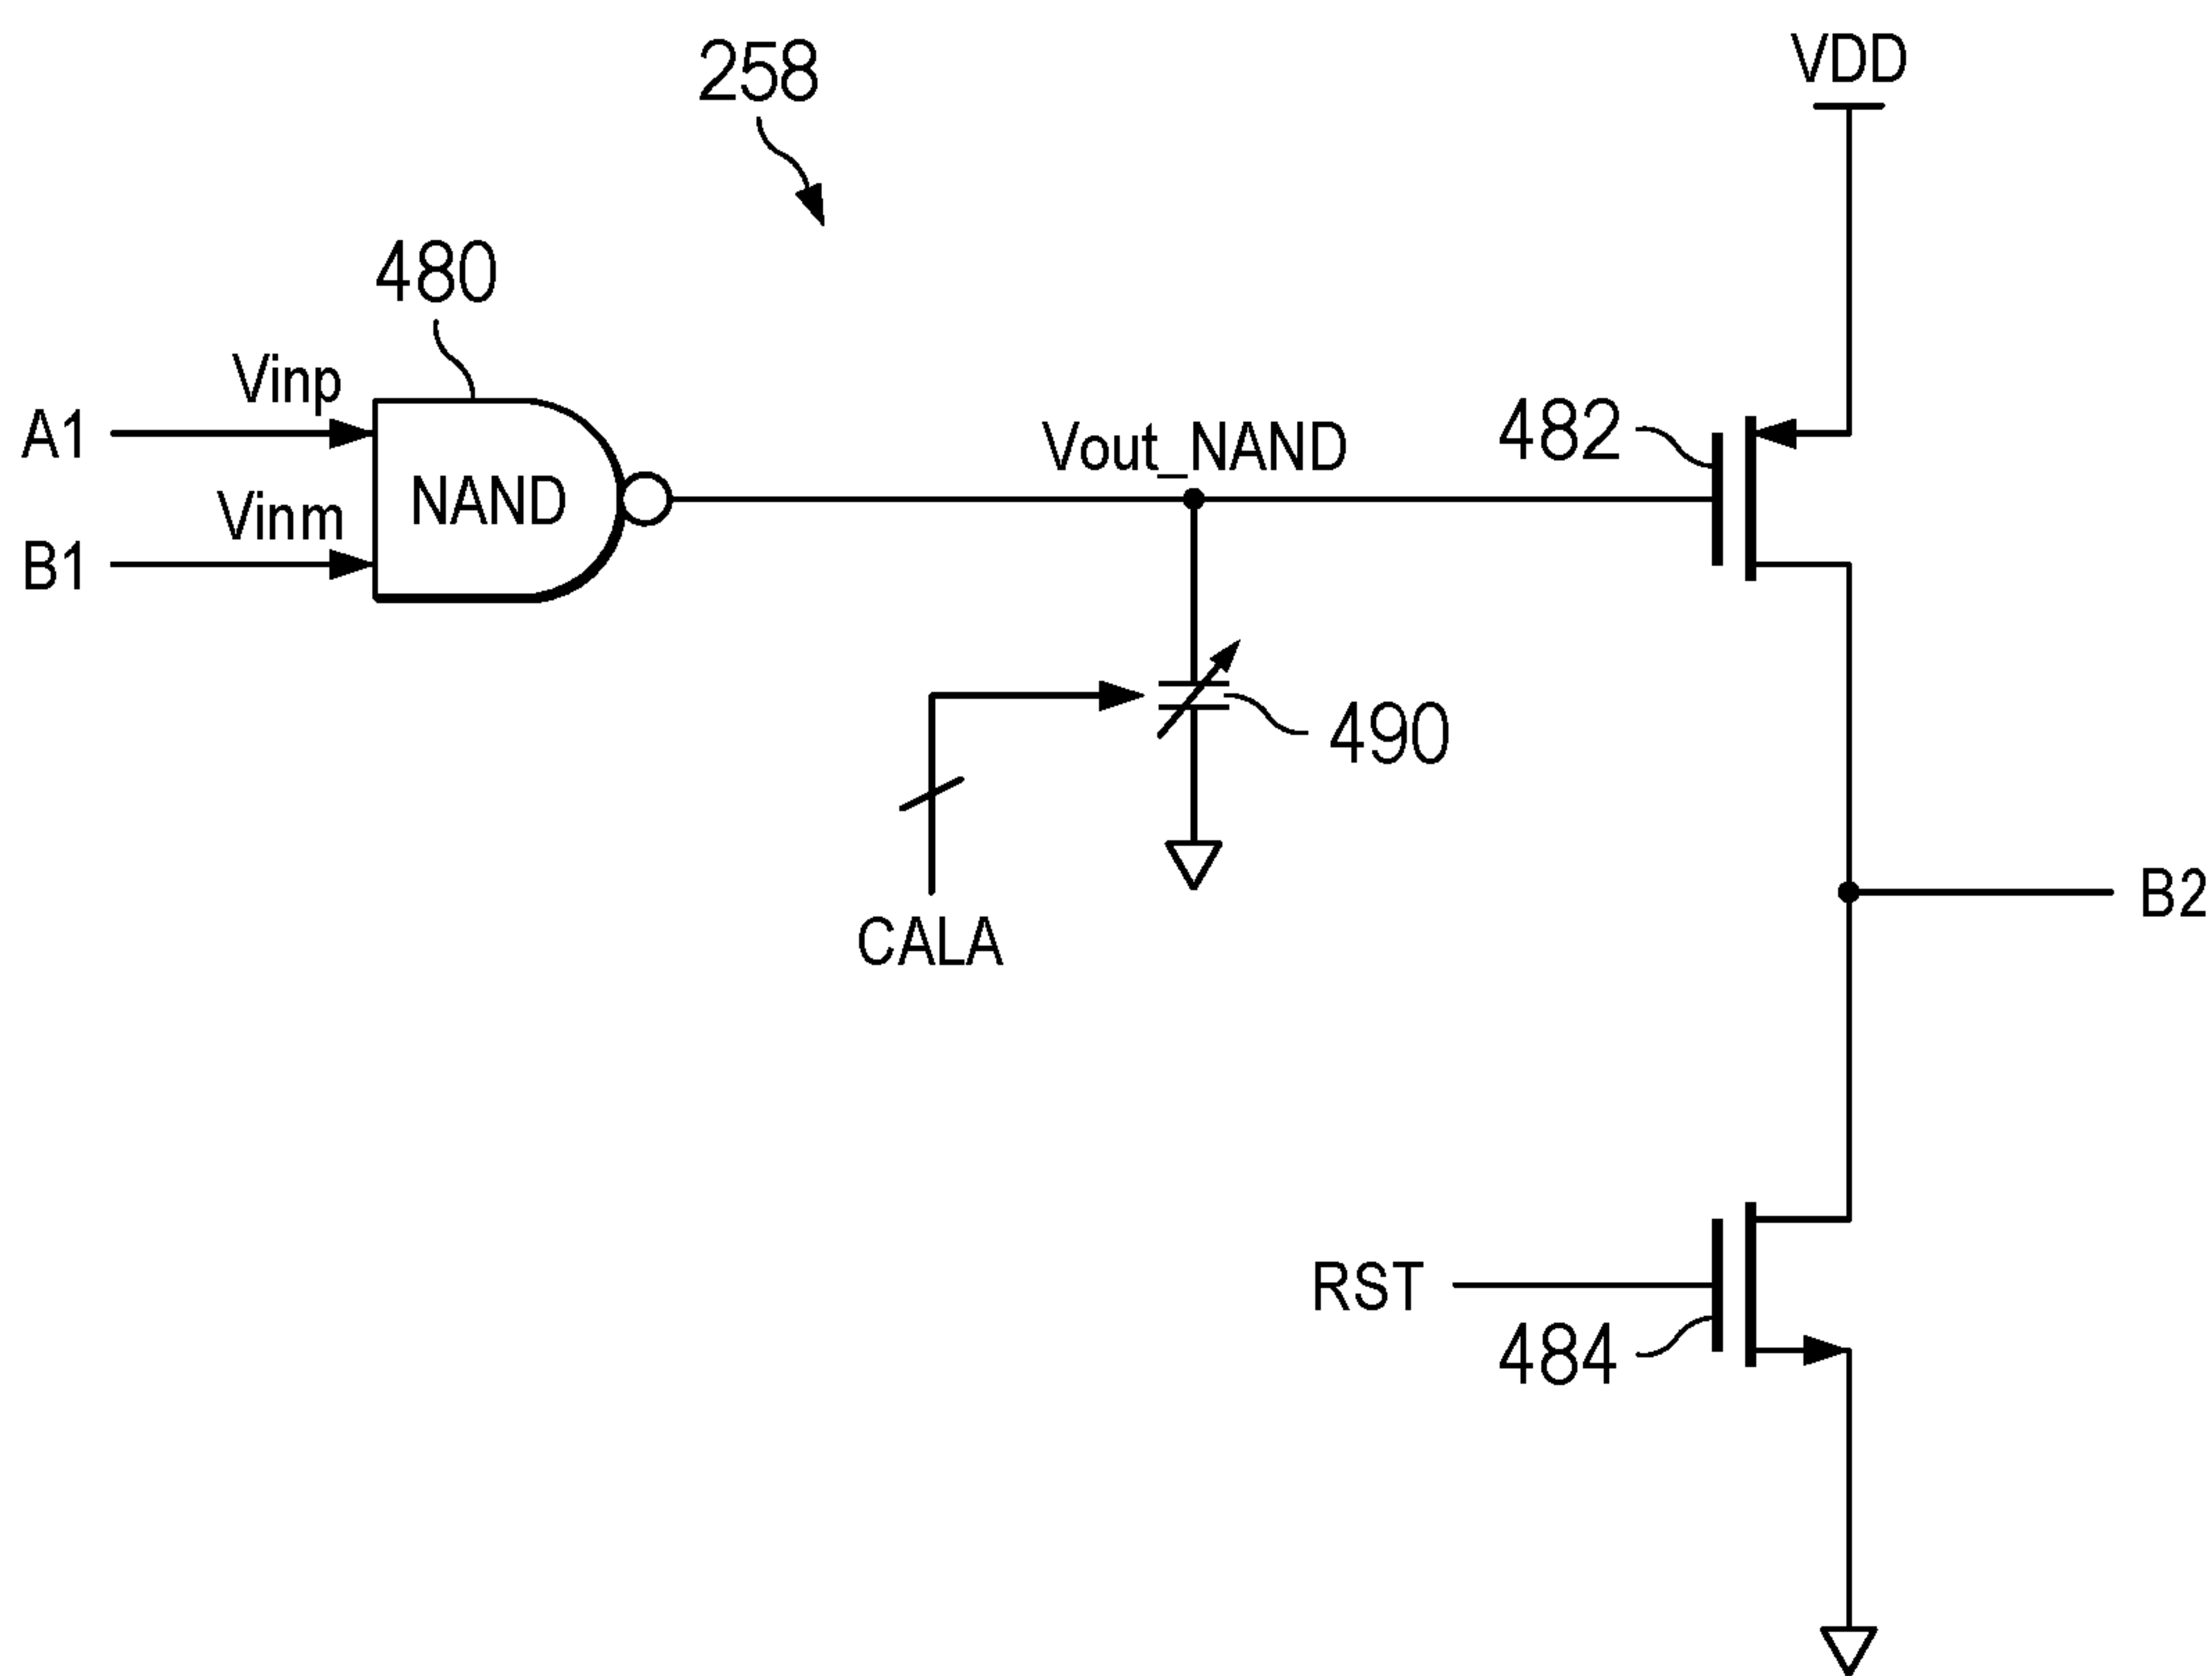 258
VDD
480
Vinp
A1
NAND
Vinm
B1
Vout_NAND
482
490
CALA
B2
RST
484